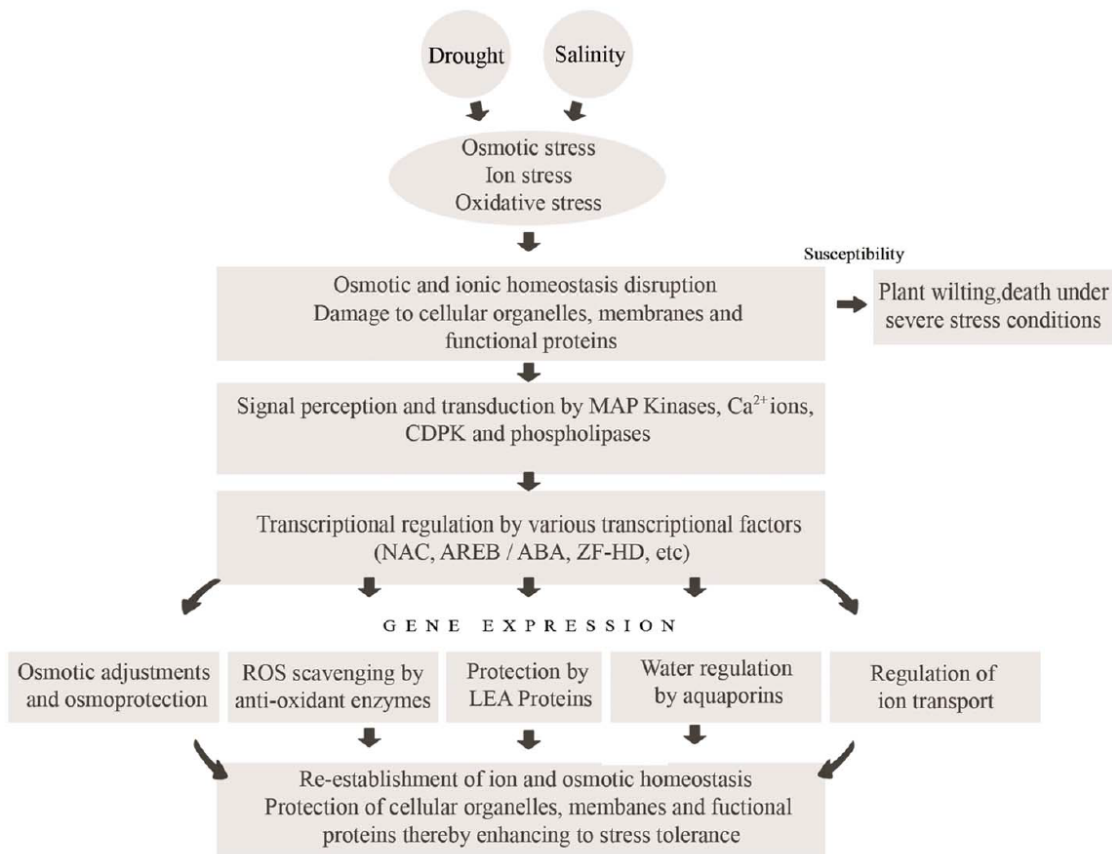 Drought
Salinity
Osmotic stress
Ion stress
Oxidative stress
Susceptibility
Osmotic and ionic homeostasis disruption
Damage to cellular organelles, membranes and
functional proteins
Plant wilting,death under
severe stress conditions
Signal perception and transduction by MAP Kinases, Ca²⁺ions,
CDPK and phospholipases
Transcriptional regulation by various transcriptional factors
(NAC, AREB / ABA, ZF-HD, etc)
GENE EXPRESSION
Osmotic adjustments
and osmoprotection
ROS scavenging by
anti-oxidant enzymes
Protection by
LEA Proteins
Water regulation
by aquaporins
Regulation of
ion transport
Re-establishment of ion and osmotic homeostasis
Protection of cellular organelles, membanes and fuctional
proteins thereby enhancing to stress tolerance